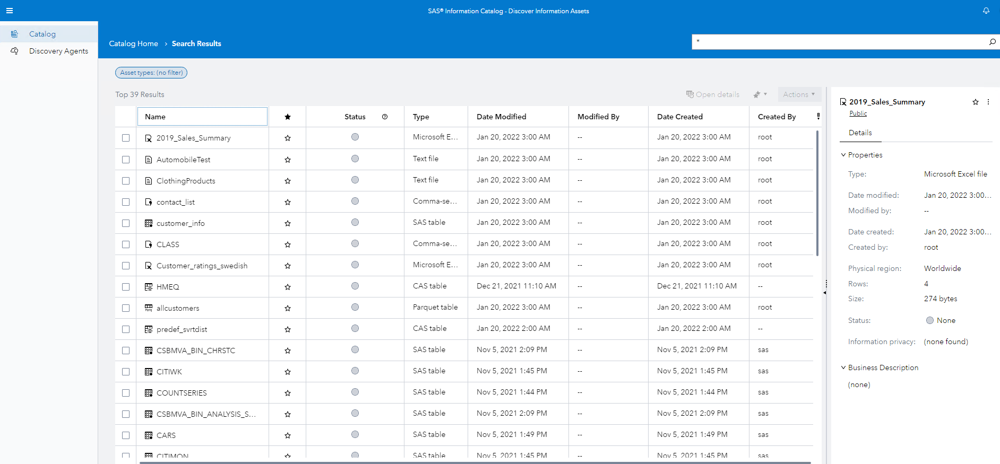 SAS® Information Catalog - Discover Information Assets
Catalog
Discovery Agents
Catalog Home › Search Results
*
Asset types: (no filter)
Top 39 Results
Open details
Actions
Name Status Type Date Modified Modified By Date Created Created By
2019_Sales_Summary Microsoft E... Jan 20, 2022 3:00 AM -- Jan 20, 2022 3:00 AM root
AutomobileTest Text file Jan 20, 2022 3:00 AM -- Jan 20, 2022 3:00 AM root
ClothingProducts Text file Jan 20, 2022 3:00 AM -- Jan 20, 2022 3:00 AM root
contact_list Comma-se... Jan 20, 2022 3:00 AM -- Jan 20, 2022 3:00 AM root
customer_info SAS table Jan 20, 2022 3:00 AM -- Jan 20, 2022 3:00 AM root
CLASS Comma-se... Jan 20, 2022 3:00 AM -- Jan 20, 2022 3:00 AM root
Customer_ratings_swedish Microsoft E... Jan 20, 2022 3:00 AM -- Jan 20, 2022 3:00 AM root
HMEQ CAS table Dec 21, 2021 11:10 AM -- Dec 21, 2021 11:10 AM --
allcustomers Parquet table Jan 20, 2022 3:00 AM -- Jan 20, 2022 3:00 AM root
predef_svrtdist CAS table Jan 20, 2022 2:00 AM -- Jan 20, 2022 2:00 AM --
CSBMVA_BIN_CHRSTC SAS table Nov 5, 2021 2:09 PM -- Nov 5, 2021 2:09 PM sas
CITIWK SAS table Nov 5, 2021 1:45 PM -- Nov 5, 2021 1:45 PM sas
COUNTSERIES SAS table Nov 5, 2021 1:44 PM -- Nov 5, 2021 1:44 PM sas
CSBMVA_BIN_ANALYSIS_S... SAS table Nov 5, 2021 2:09 PM -- Nov 5, 2021 2:09 PM sas
CARS SAS table Nov 5, 2021 1:49 PM -- Nov 5, 2021 1:49 PM sas
CITIMON SAS table Nov 5, 2021 1:45 PM -- Nov 5, 2021 1:45 PM sas
2019_Sales_Summary
Public
Details
Properties
Type: Microsoft Excel file
Date modified: Jan 20, 2022 3:00...
Modified by: --
Date created: Jan 20, 2022 3:00...
Created by: root
Physical region: Worldwide
Rows: 4
Size: 274 bytes
Status: None
Information privacy: (none found)
Business Description
(none)